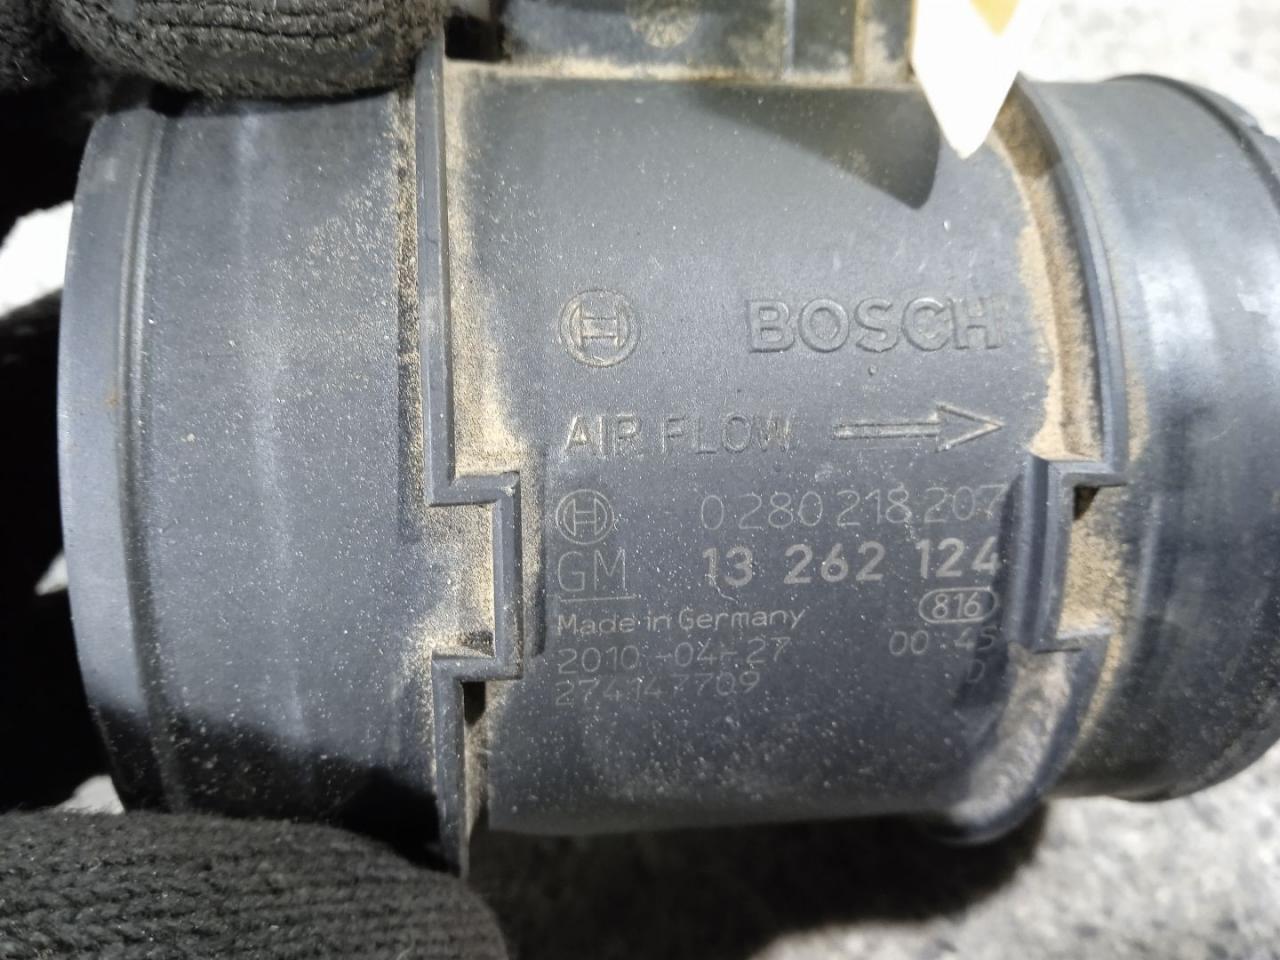 BOSCH
AIR FLOW
0 280 218 207
GM 13 262 124
816
Made in Germany
2010-04-27 00:45
274147709 D